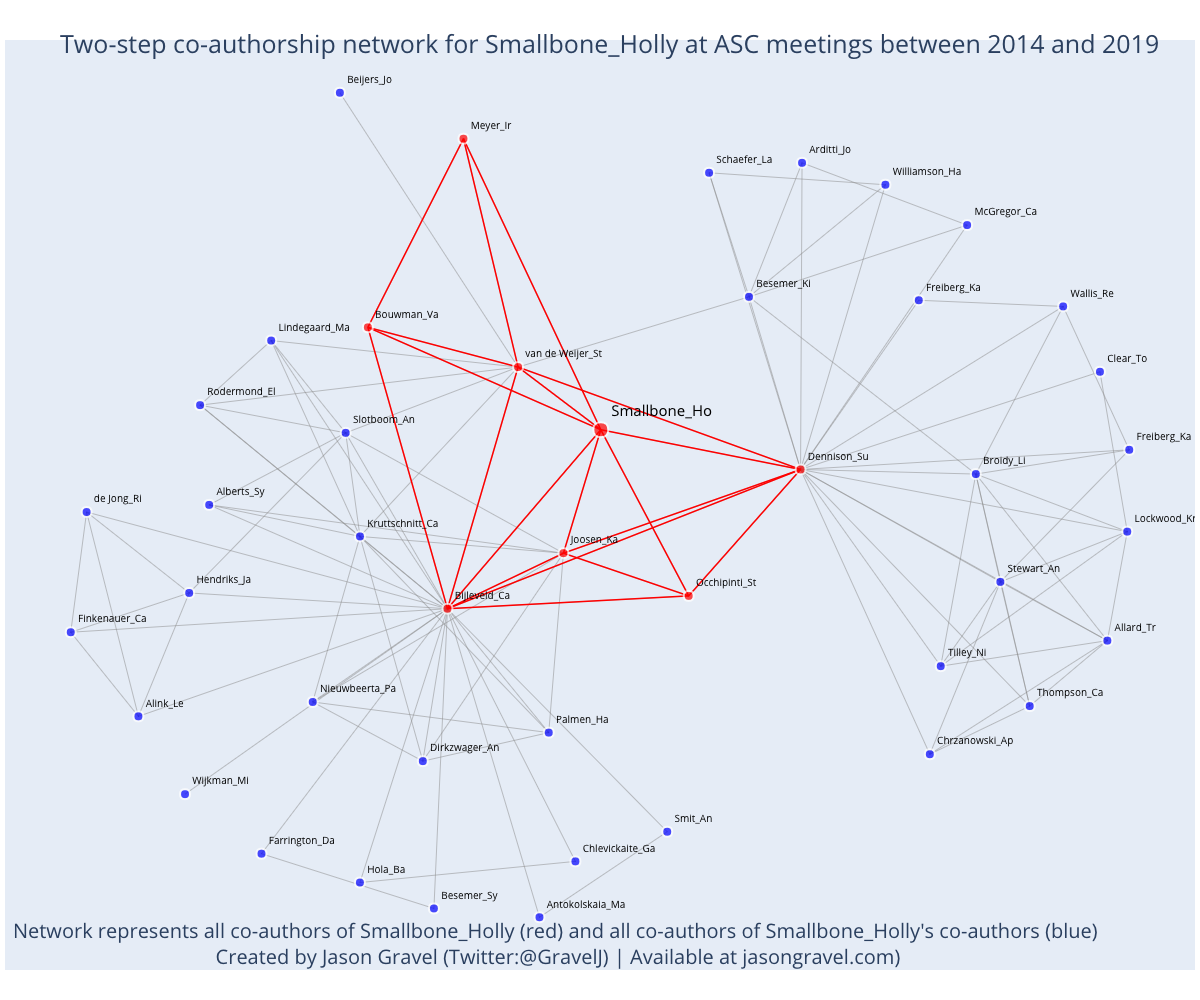 Two-step co-authorship network for Smallbone_Holly at ASC meetings between 2014 and 2019
Beijers_Jo
Meyer_Ir
Arditti_Jo
Schaefer_La
Williamson_Ha
McGregor_Ca
Besemer_Ki
Freiberg_Ka
Wallis_Re
Bouwman_Va
Lindegaard_Ma
van de Weijer_St
Clear_To
Rodermond_El
Smallbone_Ho
Slotboom_An
Freiberg_Ka
Dennison_Su
Broidy_Li
Alberts_Sy
de Jong_Ri
Kruttschnitt_Ca
Lockwood_Kr
Joosen_Ka
Stewart_An
Hendriks_Ja
Occhipinti_St
Bijleveld_Ca
Finkenauer_Ca
Allard_Tr
Tilley_Ni
Nieuwbeerta_Pa
Thompson_Ca
Alink_Le
Palmen_Ha
Chrzanowski_Ap
Dirkzwager_An
Wijkman_Mi
Smit_An
Farrington_Da
Chlevickaite_Ga
Hola_Ba
Besemer_Sy
Antokolskaia_Ma
Network represents all co-authors of Smallbone_Holly (red) and all co-authors of Smallbone_Holly's co-authors (blue)
Created by Jason Gravel (Twitter:@GravelJ) | Available at jasongravel.com)